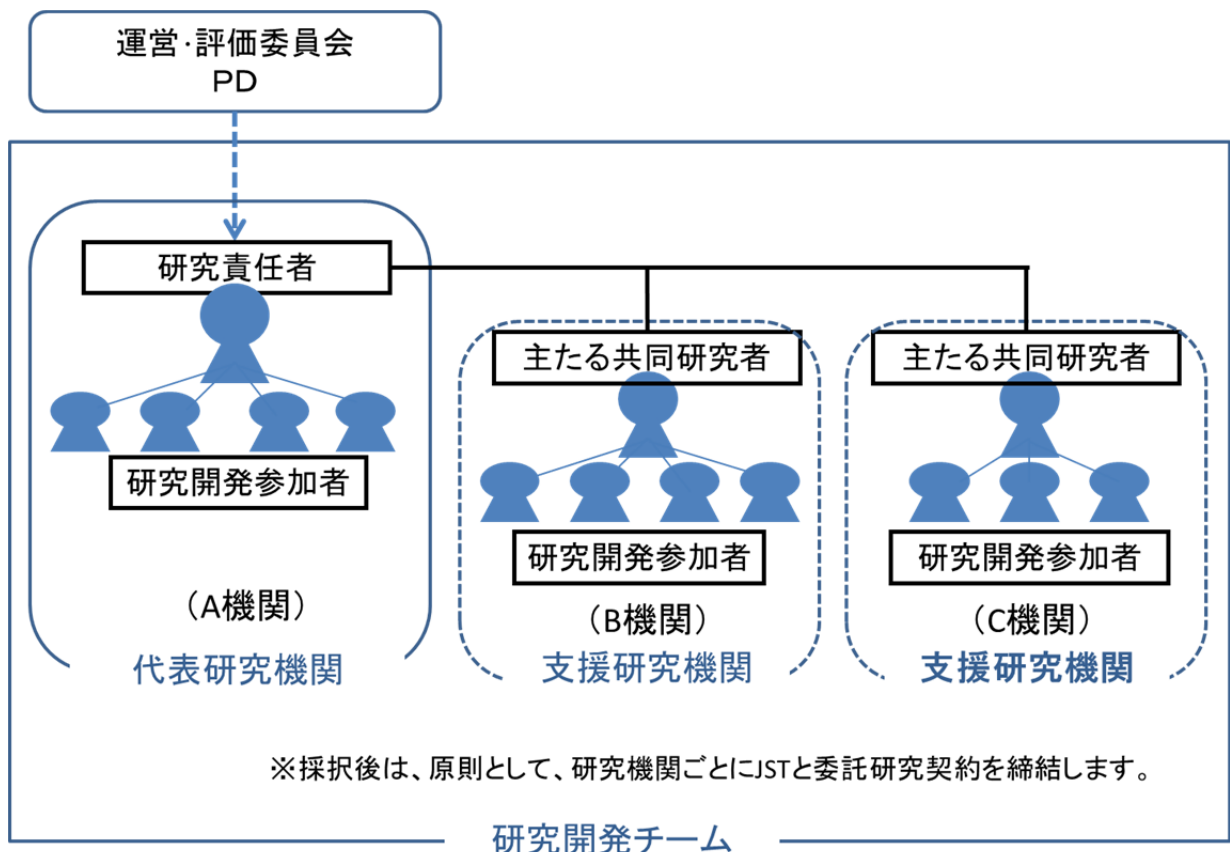 運営・評価委員会
PD
研究責任者
研究開発参加者
(A機関)
代表研究機関
主たる共同研究者
研究開発参加者
(B機関)
支援研究機関
主たる共同研究者
研究開発参加者
(C機関)
支援研究機関
※採択後は、原則として、研究機関ごとにJSTと委託研究契約を締結します。
研究開発チーム